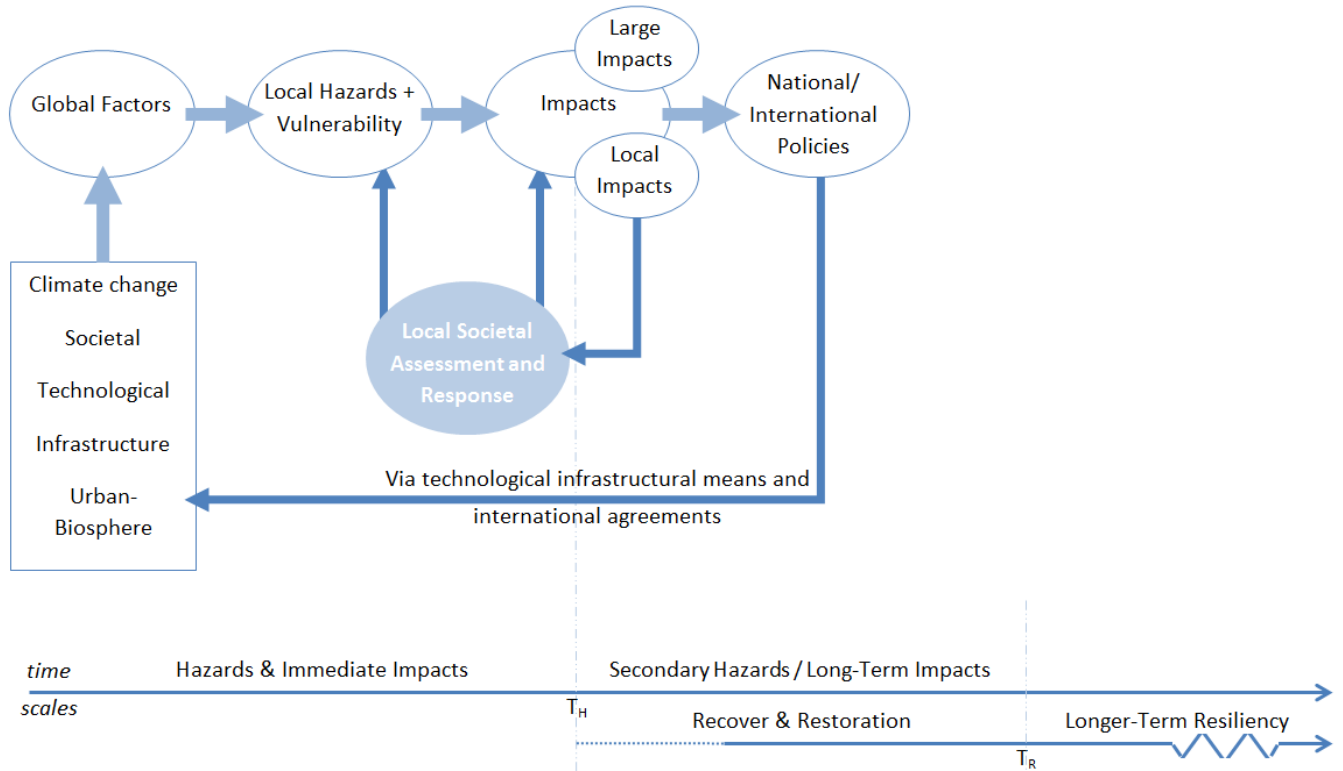 Large
Impacts
Global Factors
Local Hazards +
Vulnerability
Impacts
National/
International
Policies
Local
Impacts
Climate change
Societal
Technological
Infrastructure
Urban-
Biosphere
Local Societal
Assessment and
Response
Via technological infrastructural means and
international agreements
time
scales
Hazards & Immediate Impacts
Secondary Hazards / Long-Term Impacts
TH
Recover & Restoration
Longer-Term Resiliency
TR